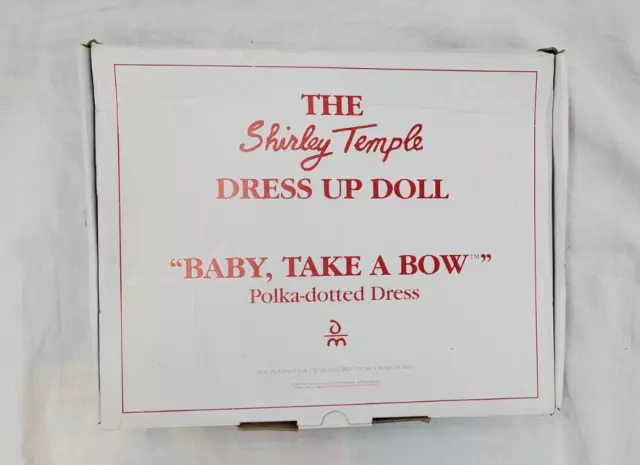 THE
Shirley Temple
DRESS UP DOLL
“BABY, TAKE A BOW™”
Polka-dotted Dress